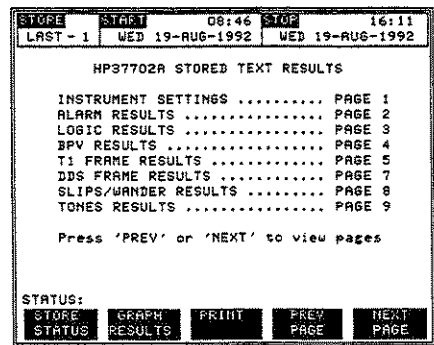 STORE START 08:46 STOP 16:11
LAST - 1 WED 19-AUG-1992 WED 19-AUG-1992
HP37702A STORED TEXT RESULTS
INSTRUMENT SETTINGS .......... PAGE 1
ALARM RESULTS ................ PAGE 2
LOGIC RESULTS ................ PAGE 3
BPV RESULTS .................. PAGE 4
T1 FRAME RESULTS ............. PAGE 5
DDS FRAME RESULTS ............ PAGE 7
SLIPS/WANDER RESULTS ......... PAGE 8
TONES RESULTS ................ PAGE 9
Press 'PREV' or 'NEXT' to view pages
STATUS:
STORE GRAPH PRINT PREV NEXT
STATUS RESULTS PAGE PAGE